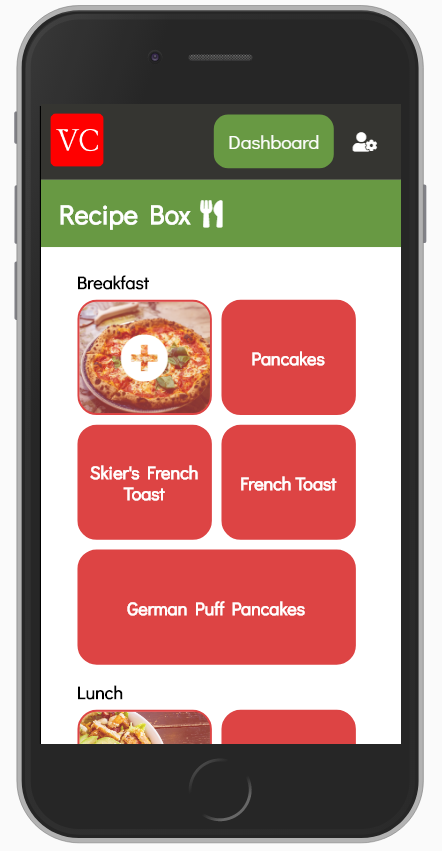 VC
Dashboard
Recipe Box
Breakfast
Pancakes
Skier's French
Toast
French Toast
German Puff Pancakes
Lunch